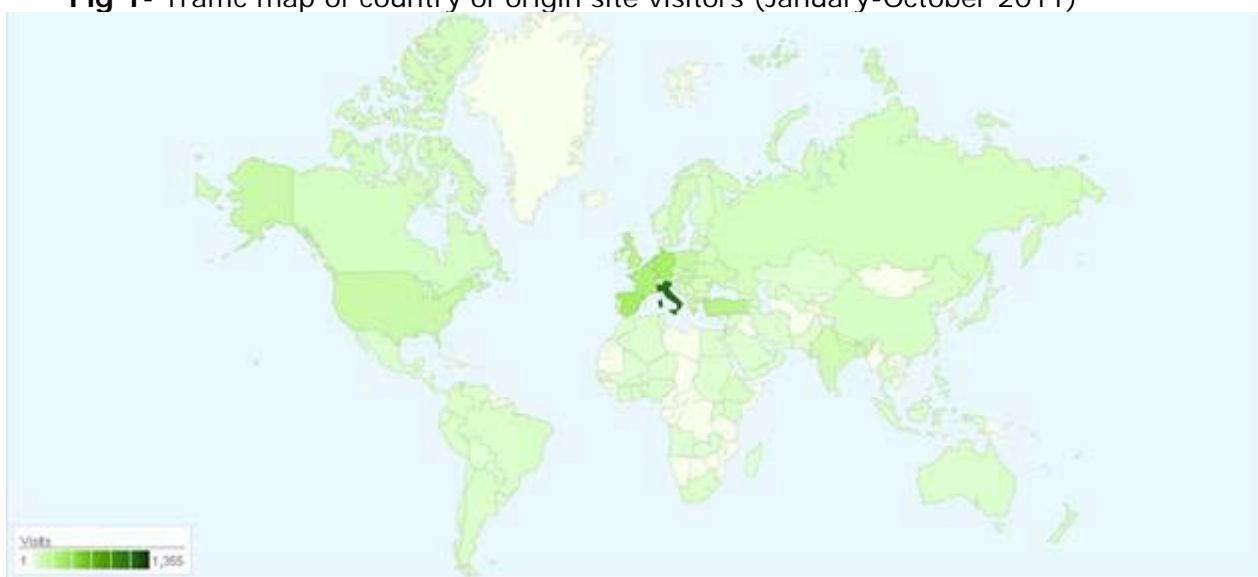 Fig 1- Traffic map of country of origin site visitors (January-October 2011)
Visits
1 1,355